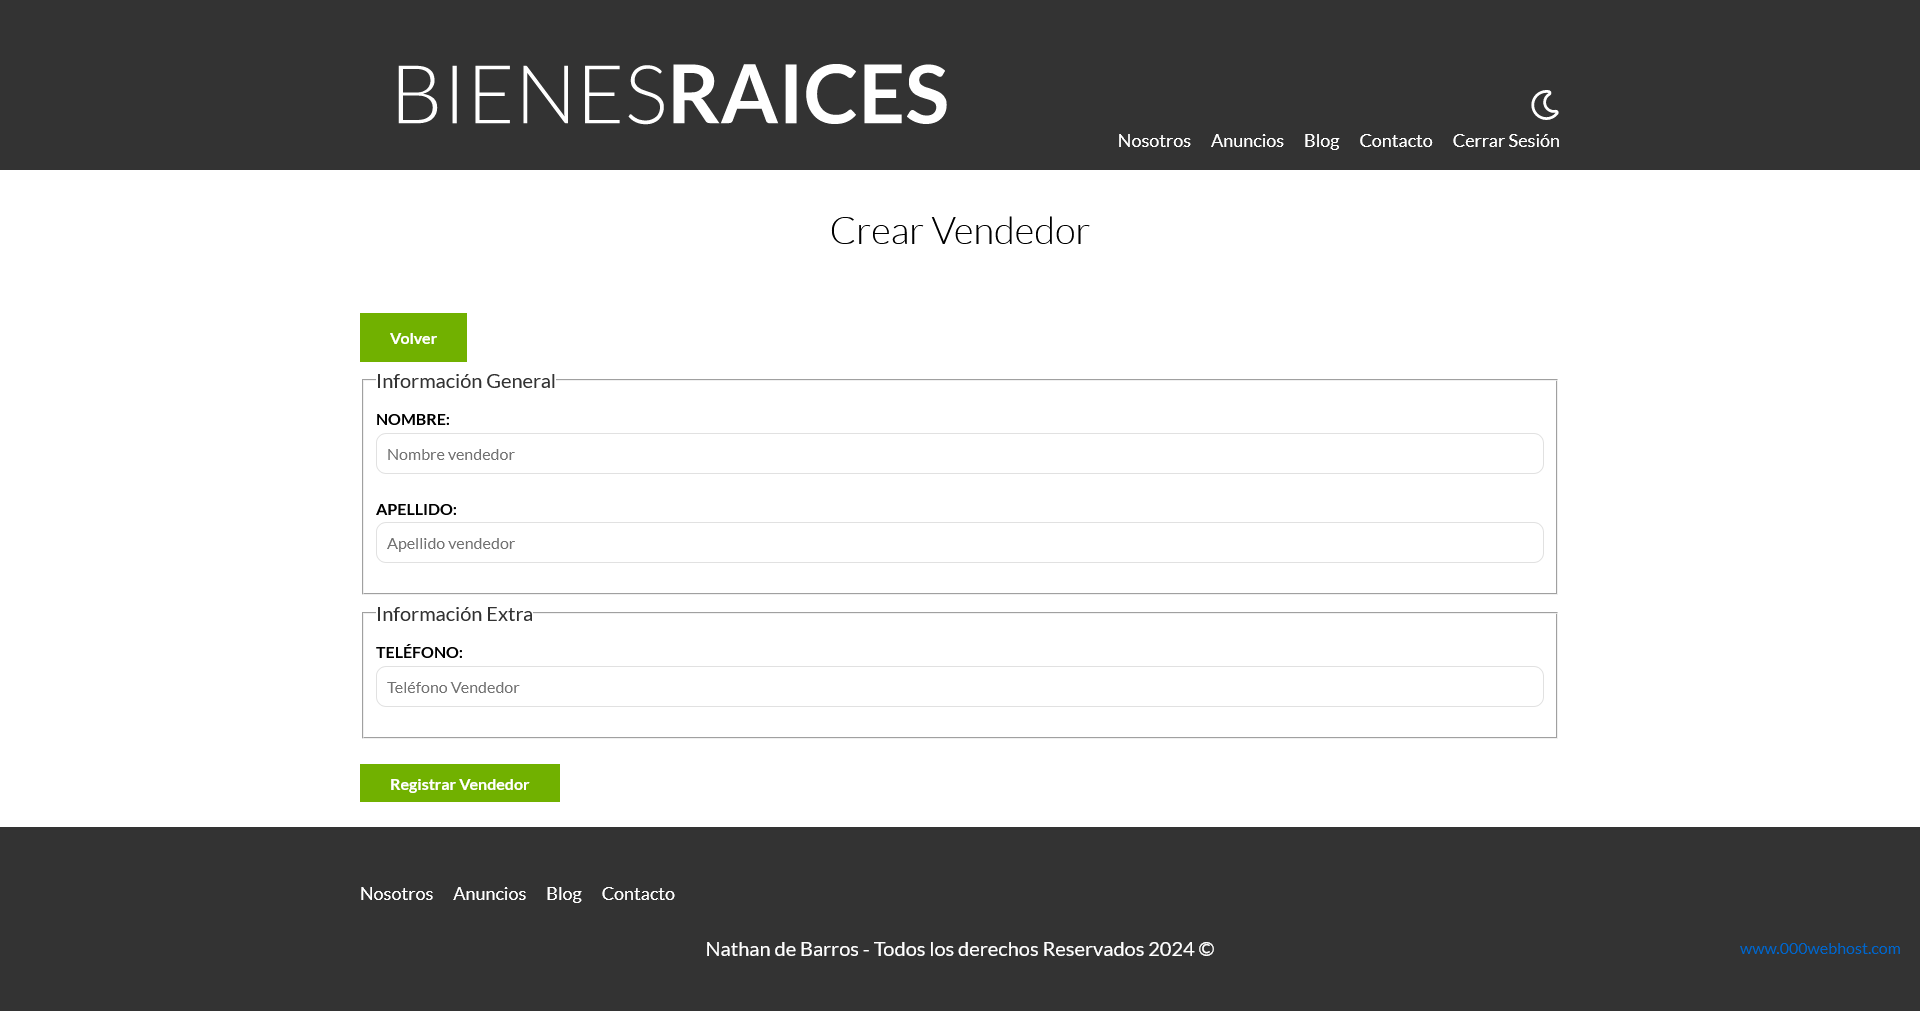 BIENESRAICES
Nosotros Anuncios Blog Contacto Cerrar Sesión
Crear Vendedor
Volver
Información General
NOMBRE:
Nombre vendedor
APELLIDO:
Apellido vendedor
Información Extra
TELÉFONO:
Teléfono Vendedor
Registrar Vendedor
Nosotros Anuncios Blog Contacto
Nathan de Barros - Todos los derechos Reservados 2024 ©
www.000webhost.com